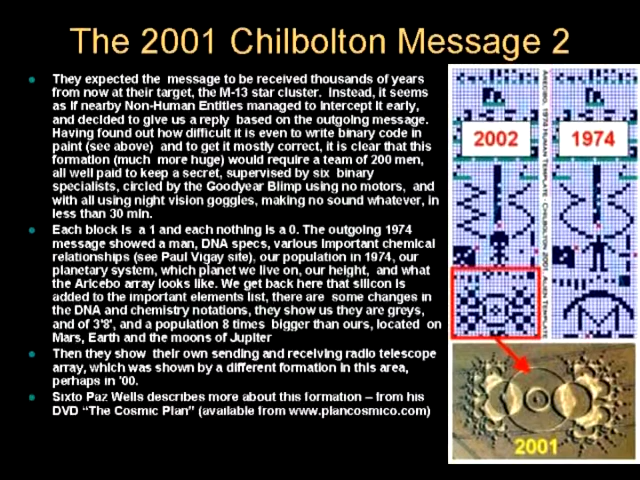 The 2001 Chilbolton Message 2
They expected the message to be received thousands of years
from now at their target, the M-13 star cluster. Instead, it seems
as if nearby Non-Human Entities managed to intercept it early,
and decided to give us a reply based on the outgoing message.
Having found out how difficult it is even to write binary code in
paint (see above) and to get it mostly correct, it is clear that this
formation (much more huge) would require a team of 200 men,
all well paid to keep a secret, supervised by six binary
specialists, circled by the Goodyear Blimp using no motors, and
with all using night vision goggles, making no sound whatever, in
less than 30 min.
Each block is a 1 and each nothing is a 0. The outgoing 1974
message showed a man, DNA specs, various important chemical
relationships (see Paul Vigay site), our population in 1974, our
planetary system, which planet we live on, our height, and what
the Aricebo array looks like. We get back here that silicon is
added to the important elements list, there are some changes in
the DNA and chemistry notations, they show us they are greys,
and of 3'8', and a population 8 times bigger than ours, located on
Mars, Earth and the moons of Jupiter
Then they show their own sending and receiving radio telescope
array, which was shown by a different formation in this area,
perhaps in '00.
Sixto Paz Wells describes more about this formation – from his
DVD “The Cosmic Plan” (available from www.plancosmico.com)
2002
1974
2001